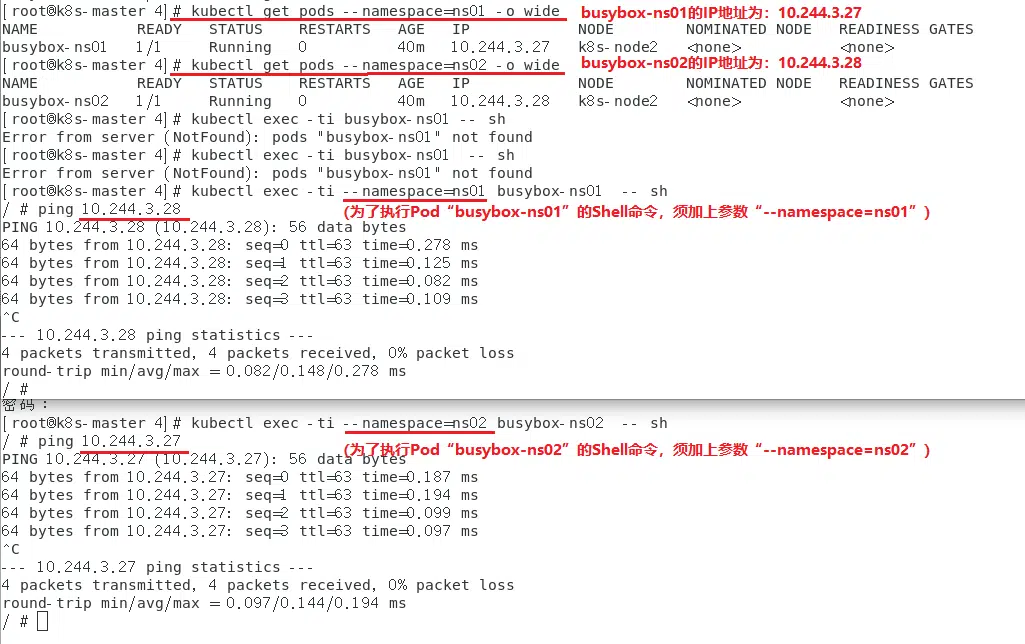 [root@k8s-master 4]# kubectl get pods --namespace=ns01 -o wide busybox-ns01的IP地址为：10.244.3.27
NAME READY STATUS RESTARTS AGE IP NODE NOMINATED NODE READINESS GATES
busybox-ns01 1/1 Running 0 40m 10.244.3.27 k8s-node2 <none> <none>
[root@k8s-master 4]# kubectl get pods --namespace=ns02 -o wide busybox-ns02的IP地址为：10.244.3.28
NAME READY STATUS RESTARTS AGE IP NODE NOMINATED NODE READINESS GATES
busybox-ns02 1/1 Running 0 40m 10.244.3.28 k8s-node2 <none> <none>
[root@k8s-master 4]# kubectl exec -ti busybox-ns01 -- sh
Error from server (NotFound): pods "busybox-ns01" not found
[root@k8s-master 4]# kubectl exec -ti busybox-ns01  -- sh
Error from server (NotFound): pods "busybox-ns01" not found
[root@k8s-master 4]# kubectl exec -ti --namespace=ns01 busybox-ns01  -- sh
/ # ping 10.244.3.28 (为了执行Pod“busybox-ns01”的Shell命令，须加上参数“--namespace=ns01”)
PING 10.244.3.28 (10.244.3.28): 56 data bytes
64 bytes from 10.244.3.28: seq=0 ttl=63 time=0.278 ms
64 bytes from 10.244.3.28: seq=1 ttl=63 time=0.125 ms
64 bytes from 10.244.3.28: seq=2 ttl=63 time=0.082 ms
64 bytes from 10.244.3.28: seq=3 ttl=63 time=0.109 ms
^C
--- 10.244.3.28 ping statistics ---
4 packets transmitted, 4 packets received, 0% packet loss
round-trip min/avg/max = 0.082/0.148/0.278 ms
/ #
密码：
[root@k8s-master 4]# kubectl exec -ti --namespace=ns02 busybox-ns02  -- sh
/ # ping 10.244.3.27 (为了执行Pod“busybox-ns02”的Shell命令，须加上参数“--namespace=ns02”)
PING 10.244.3.27 (10.244.3.27): 56 data bytes
64 bytes from 10.244.3.27: seq=0 ttl=63 time=0.187 ms
64 bytes from 10.244.3.27: seq=1 ttl=63 time=0.194 ms
64 bytes from 10.244.3.27: seq=2 ttl=63 time=0.099 ms
64 bytes from 10.244.3.27: seq=3 ttl=63 time=0.097 ms
^C
--- 10.244.3.27 ping statistics ---
4 packets transmitted, 4 packets received, 0% packet loss
round-trip min/avg/max = 0.097/0.144/0.194 ms
/ #